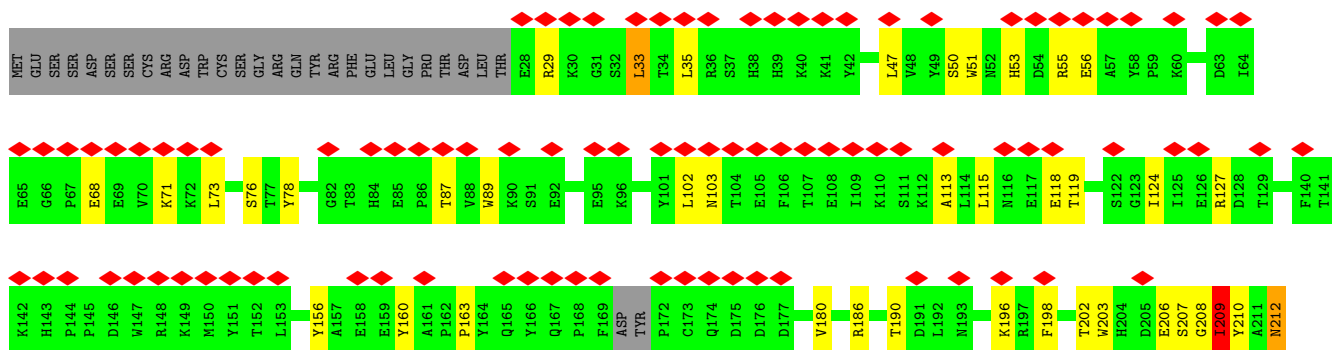 MET GLU SER SER ASP SER SER CYS ARG ASP TRP CYS SER GLY ARG GLN TYR ARG PHE GLU LEU GLY PRO THR ASP LEU THR E28 R29 K30 G31 S32 L33 T34 L35 R36 S37 H38 H39 K40 K41 Y42 L47 V48 Y49 S50 W51 N52 H53 D54 R55 E56 A57 Y58 P59 K60 D63 I64
E65 G66 P67 E68 E69 V70 K71 K72 L73 S76 T77 Y78 G82 T83 H84 E85 P86 T87 V88 W89 K90 S91 E92 E95 K96 Y101 L102 N103 T104 E105 F106 T107 E108 I109 K110 S111 K112 A113 L114 L115 N116 E117 E118 T119 S122 G123 I124 I125 E126 R127 D128 T129 F140 T141
K142 H143 P144 P145 D146 W147 R148 K149 M150 Y151 T152 L153 Y156 A157 E158 E159 Y160 A161 P162 P163 Y164 Q165 Y166 Q167 P168 F169 ASP TYR P172 C173 Q174 D175 D176 D177 V180 R186 T190 D191 L192 N193 K196 R197 F198 T202 W203 H204 D205 E206 S207 G208 I209 Y210 A211 N212